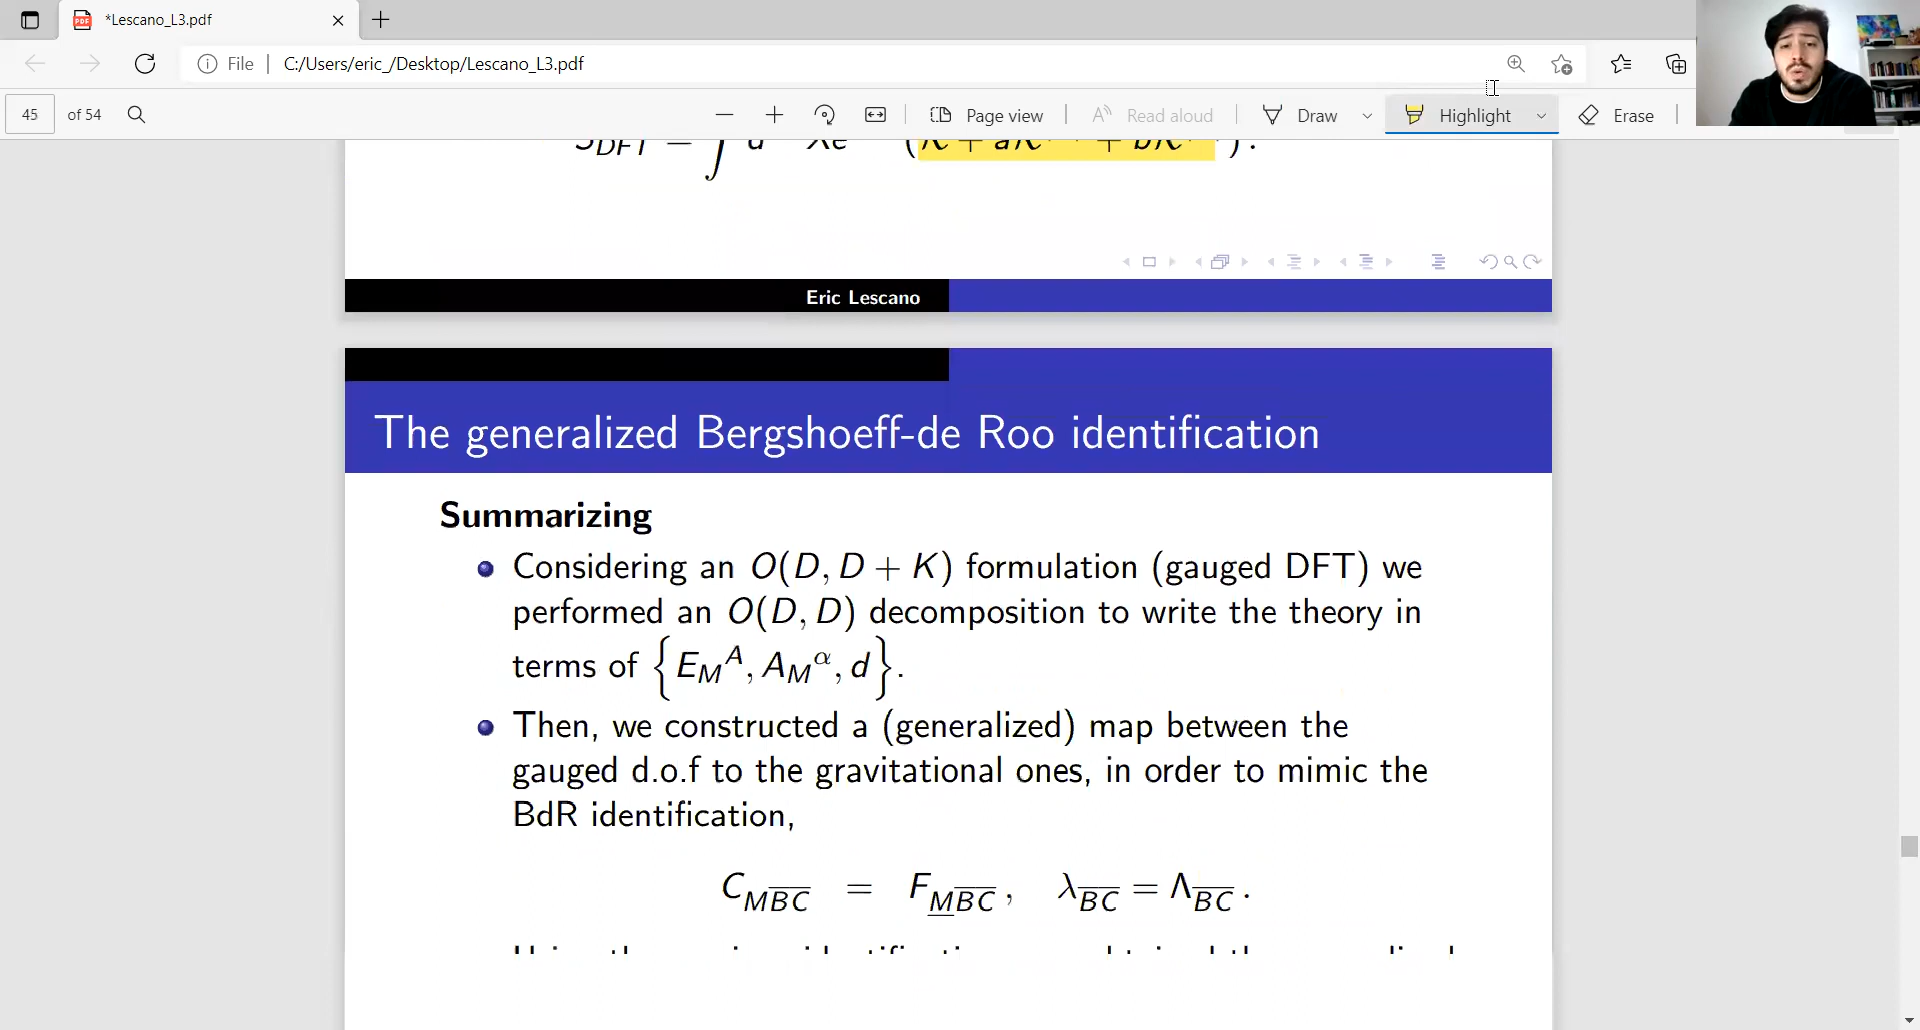 *Lescano_L3.pdf
File | C:/Users/eric_/Desktop/Lescano_L3.pdf
45 of 54 Page view Read aloud Draw Highlight Erase
Eric Lescano
The generalized Bergshoeff-de Roo identification
Summarizing
Considering an O(D, D + K) formulation (gauged DFT) we
performed an O(D, D) decomposition to write the theory in
terms of {E_M^A, A_M^α, d}.
Then, we constructed a (generalized) map between the
gauged d.o.f to the gravitational ones, in order to mimic the
BdR identification,
C_{M\overline{BC}} = F_{\underline{M}\overline{BC}}, λ_{\overline{BC}} = Λ_{\overline{BC}}.